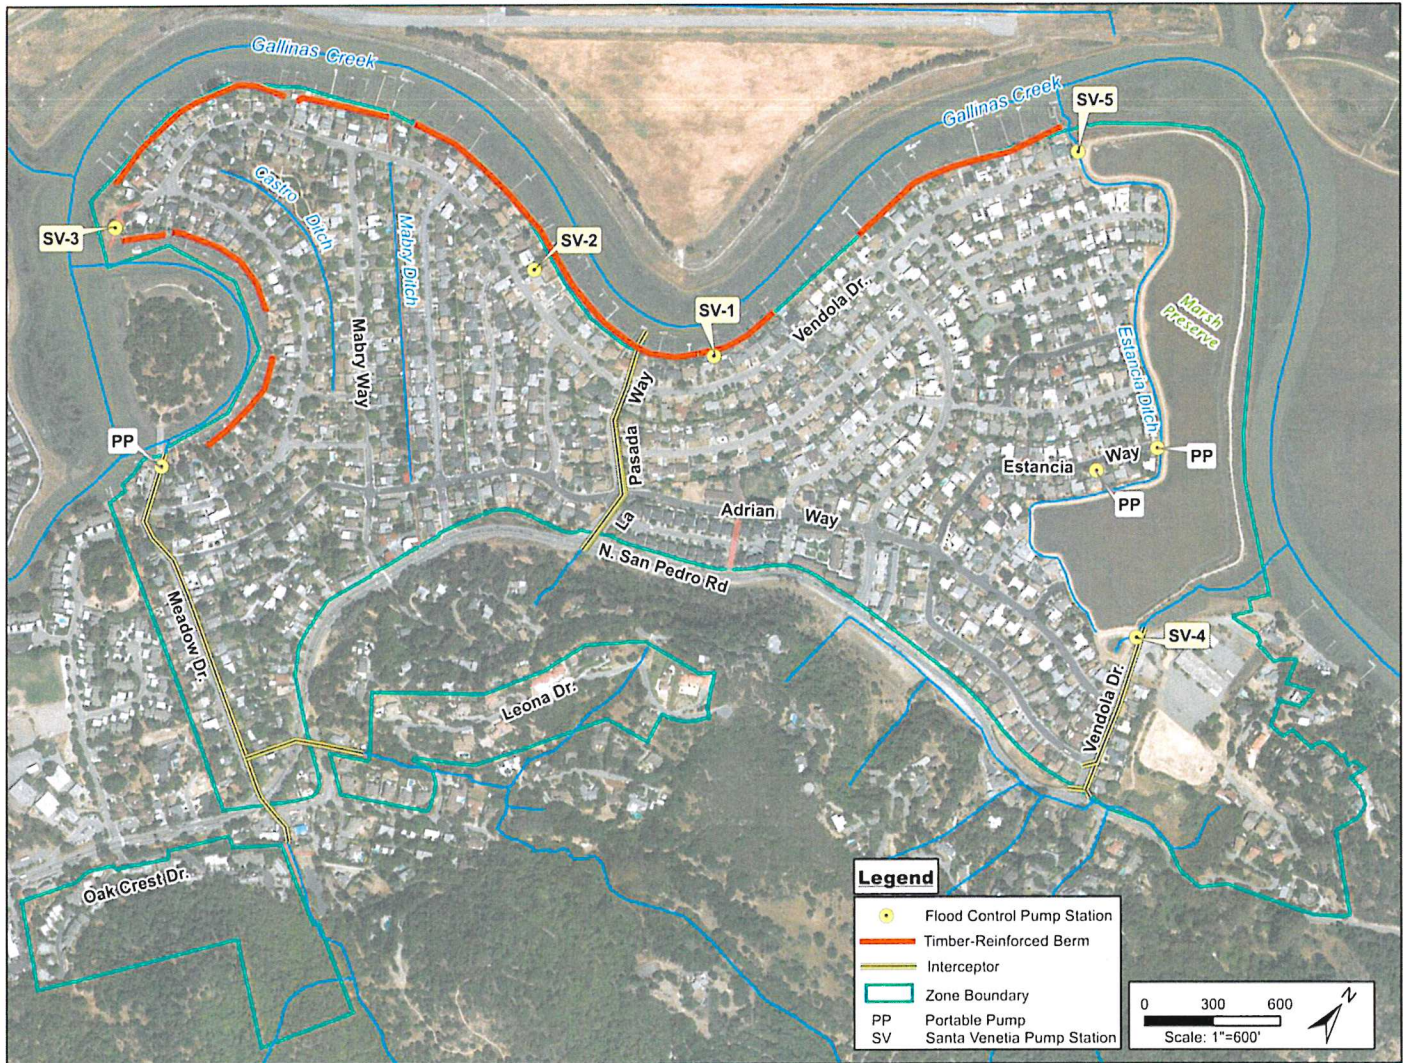 Gallinas Creek
Gallinas Creek
SV-5
Castro Ditch
Mabry Ditch
SV-3
SV-2
SV-1
Vendola Dr.
Marsh
Preserve
Estancia Ditch
Mabry Way
PP
La Pasada Way
Estancia Way
PP
PP
Adrian Way
N. San Pedro Rd
Meadow Dr.
SV-4
Leona Dr.
Vendola Dr.
Oak Crest Dr.
Legend
Flood Control Pump Station
Timber-Reinforced Berm
Interceptor
Zone Boundary
PP Portable Pump
SV Santa Venetia Pump Station
0 300 600
Scale: 1"=600'
N